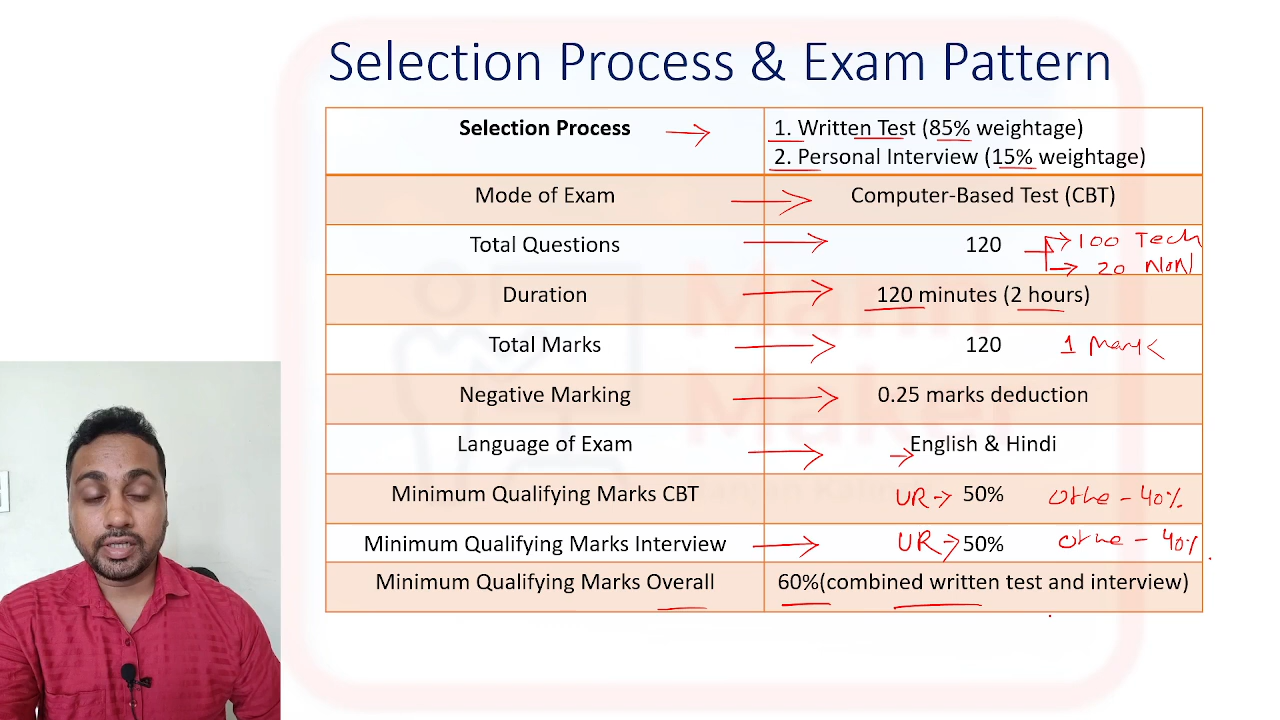 Selection Process & Exam Pattern
Selection Process
1. Written Test (85% weightage)
2. Personal Interview (15% weightage)
Mode of Exam
Computer-Based Test (CBT)
Total Questions
120
100 Tech
20 NON
Duration
120 minutes (2 hours)
Total Marks
120
1 Mark
Negative Marking
0.25 marks deduction
Language of Exam
English & Hindi
Minimum Qualifying Marks CBT
UR → 50%
Othe - 40%
Minimum Qualifying Marks Interview
UR → 50%
Othe - 40%
Minimum Qualifying Marks Overall
60%(combined written test and interview)